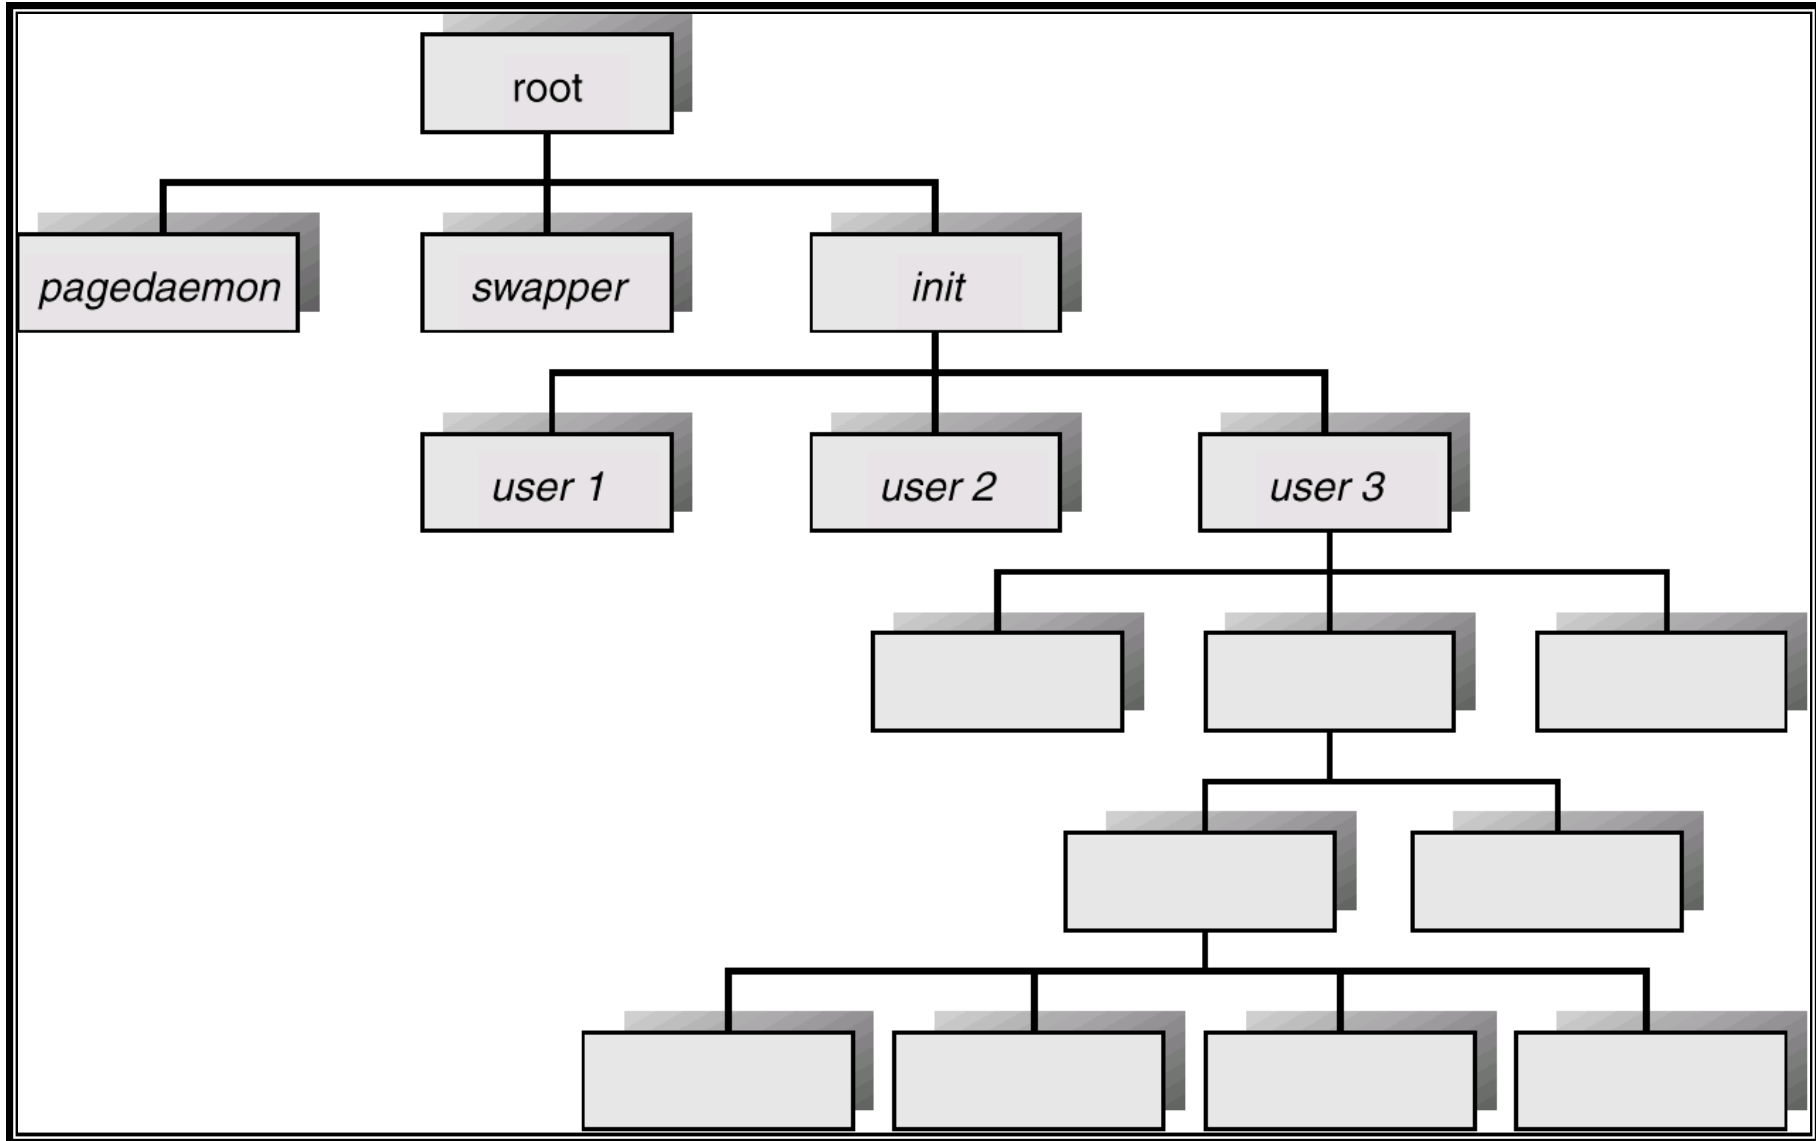 root
pagedaemon
swapper
init
user 1
user 2
user 3